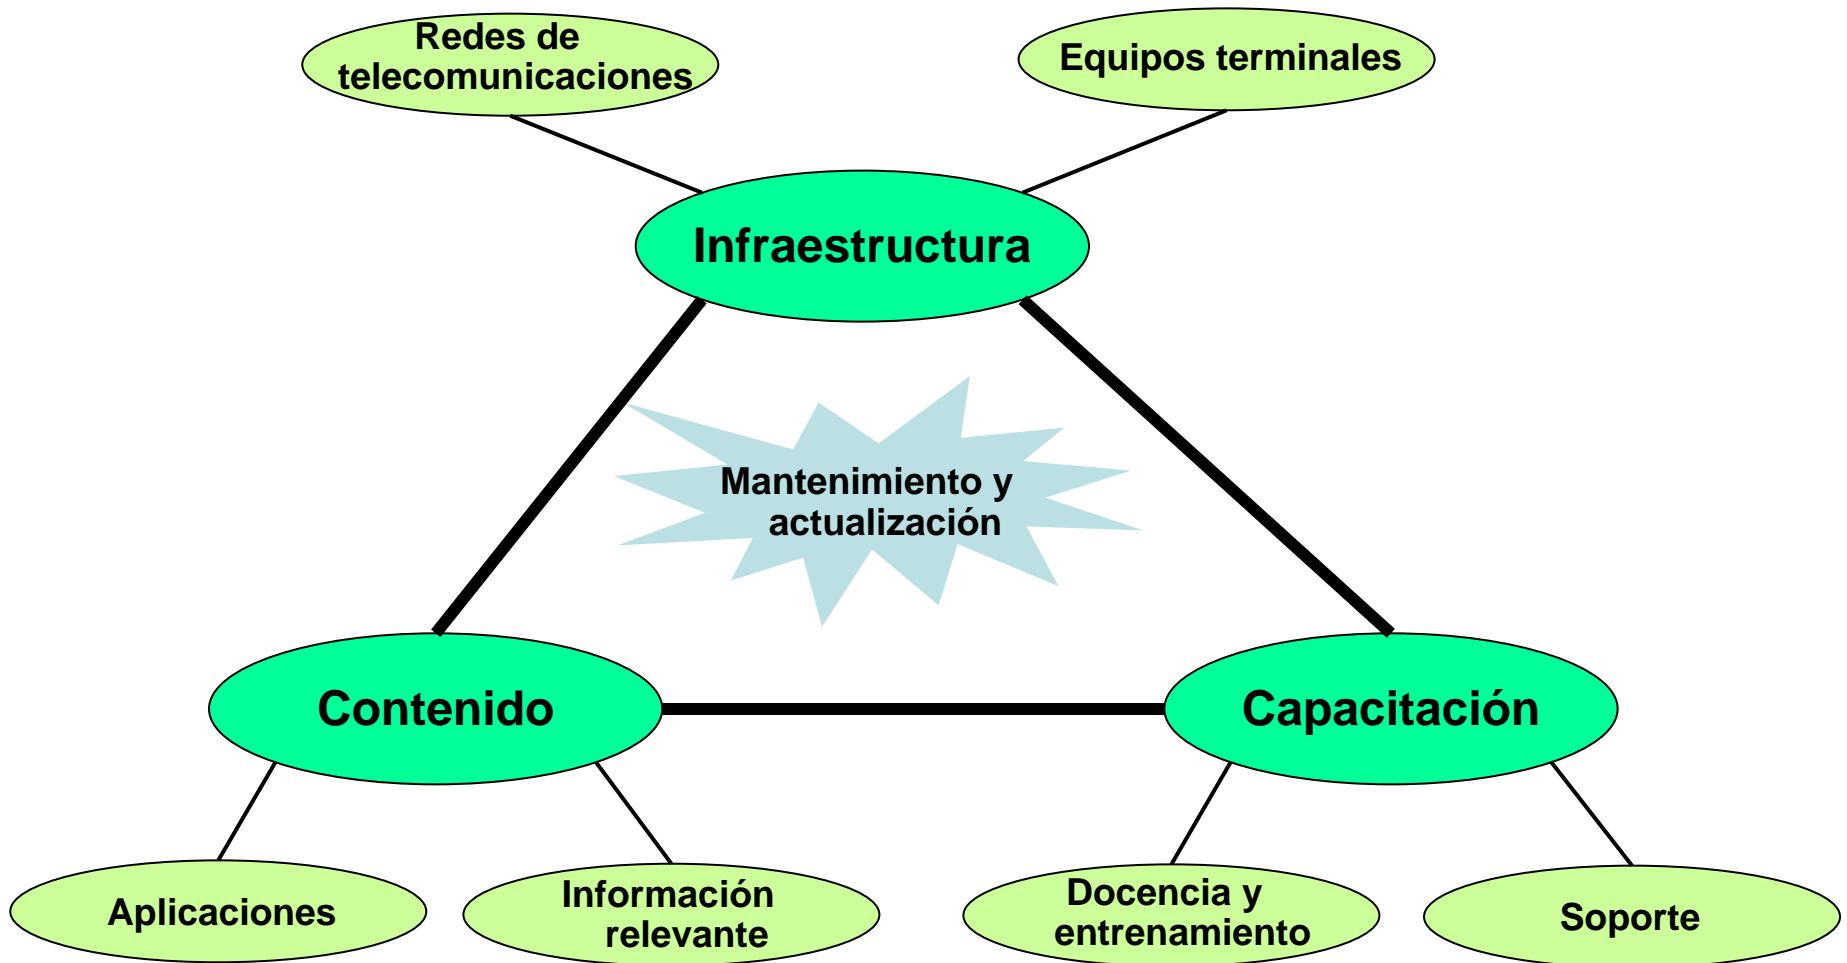 Redes de
telecomunicaciones
Equipos terminales
Infraestructura
Mantenimiento y
actualización
Contenido
Capacitación
Aplicaciones
Información
relevante
Docencia y
entrenamiento
Soporte